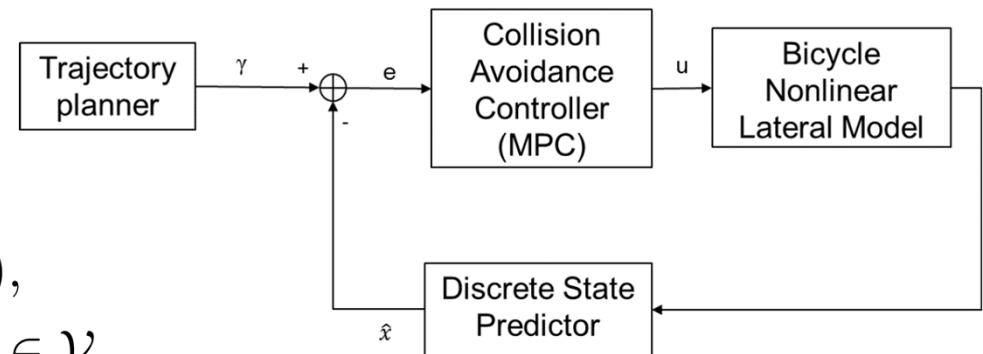 Trajectory
planner
γ
+
-
e
Collision
Avoidance
Controller
(MPC)
u
Bicycle
Nonlinear
Lateral Model
Discrete State
Predictor
x̂
),
∈ 𝒱